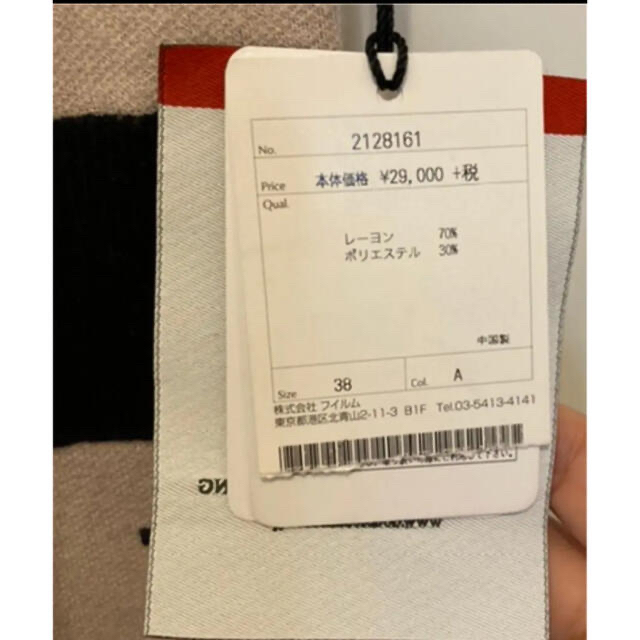 No. 2128161
Price 本体価格 ¥29,000 +税
Qual.
レーヨン 70%
ポリエステル 30%
中国製
Size 38 Col. A
株式会社 フイルム
東京都港区北青山2-11-3 B1F Tel.03-5413-4141